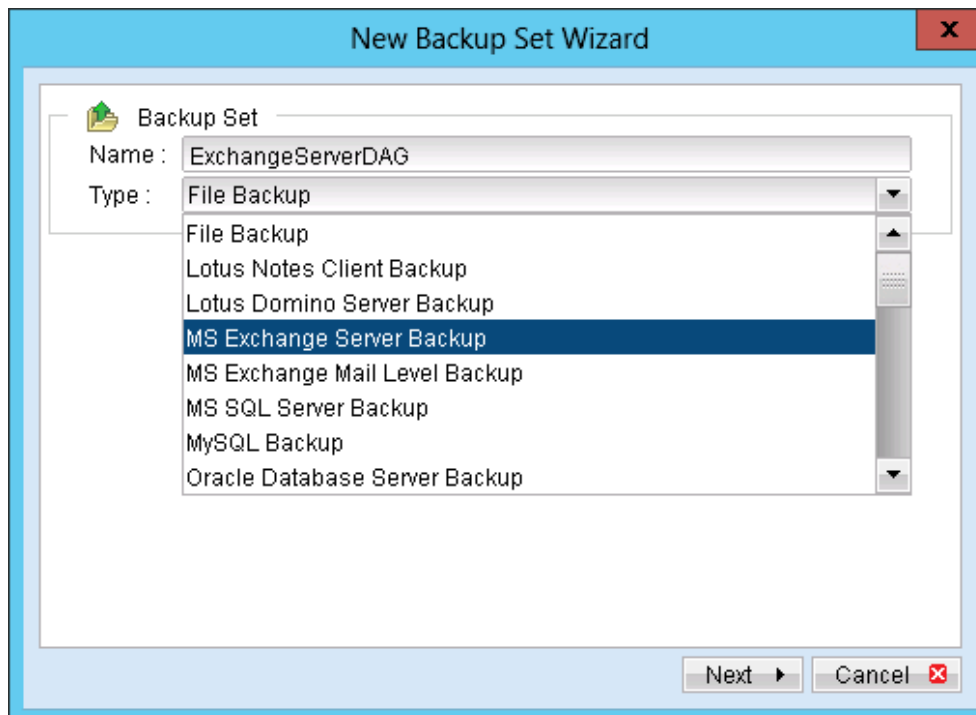 New Backup Set Wizard
x
Backup Set
Name : ExchangeServerDAG
Type : File Backup
File Backup
Lotus Notes Client Backup
Lotus Domino Server Backup
MS Exchange Server Backup
MS Exchange Mail Level Backup
MS SQL Server Backup
MySQL Backup
Oracle Database Server Backup
Next Cancel